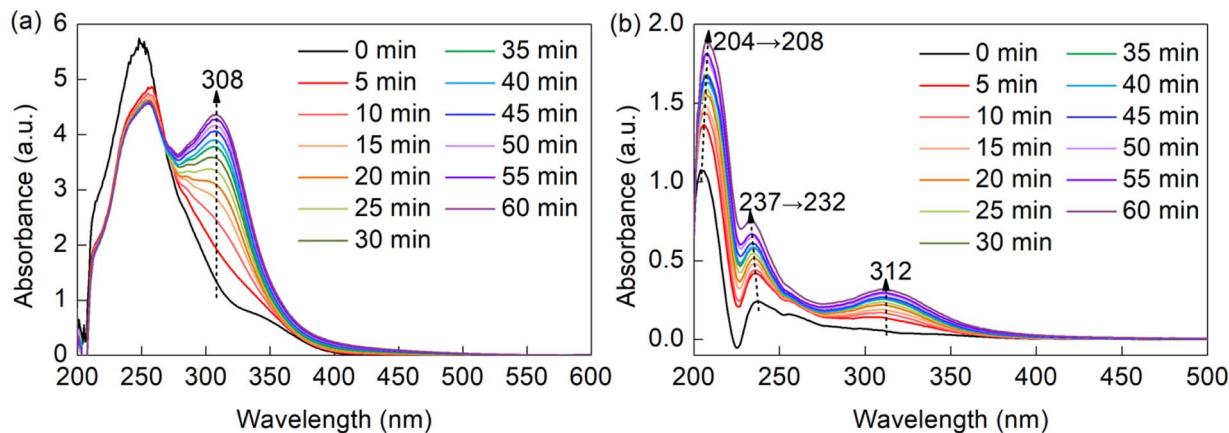 (a)
6
5
4
3
2
1
0
Absorbance (a.u.)
308
0 min
5 min
10 min
15 min
20 min
25 min
30 min
35 min
40 min
45 min
50 min
55 min
60 min
200 250 300 350 400 450 500 550 600
Wavelength (nm)
(b)
2.0
1.5
1.0
0.5
0.0
Absorbance (a.u.)
204→208
237→232
312
0 min
5 min
10 min
15 min
20 min
25 min
30 min
35 min
40 min
45 min
50 min
55 min
60 min
200 250 300 350 400 450 500
Wavelength (nm)